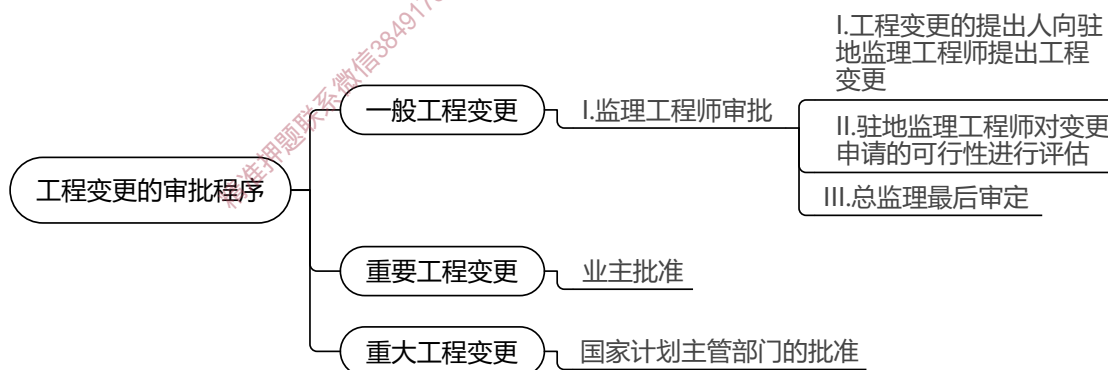 工程变更的审批程序
一般工程变更
I.监理工程师审批
I.工程变更的提出人向驻
地监理工程师提出工程
变更
II.驻地监理工程师对变更
申请的可行性进行评估
III.总监理最后审定
重要工程变更
业主批准
重大工程变更
国家计划主管部门的批准